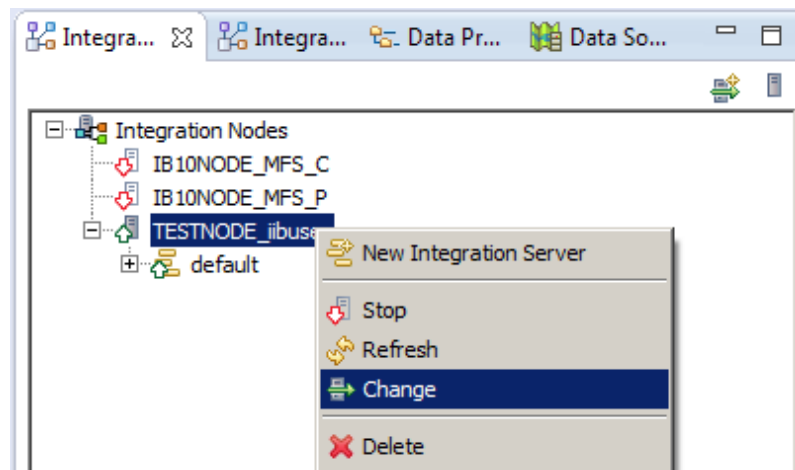 Integra... Integra... Data Pr... Data So...
Integration Nodes
IB10NODE_MFS_C
IB10NODE_MFS_P
TESTNODE_iibuse
default
New Integration Server
Stop
Refresh
Change
Delete